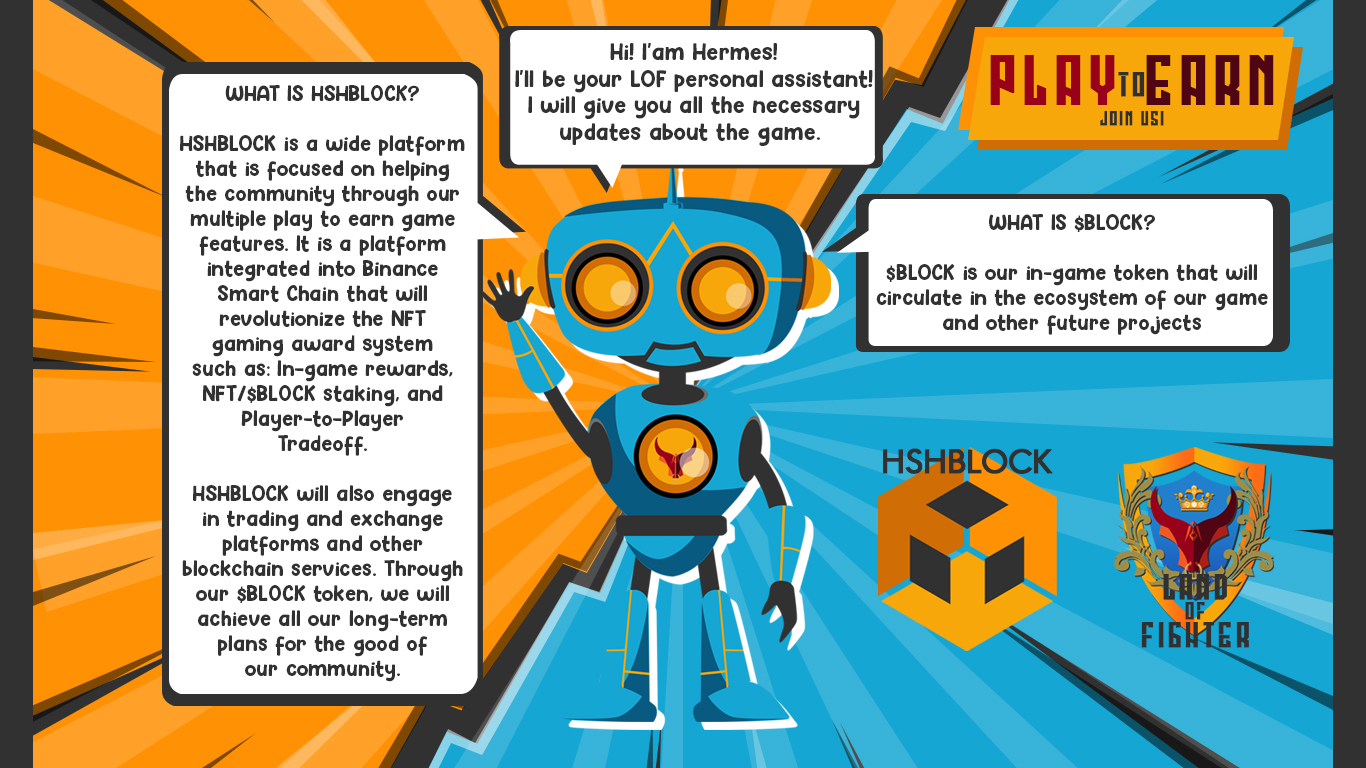 Hi! I'am Hermes!
I'll be your LOF personal assistant!
I will give you all the necessary
updates about the game.
PLAY TO EARN
JOIN US!
WHAT IS HSHBLOCK?
HSHBLOCK is a wide platform
that is focused on helping
the community through our
multiple play to earn game
features. It is a platform
integrated into Binance
Smart Chain that will
revolutionize the NFT
gaming award system
such as: In-game rewards,
NFT/$BLOCK staking, and
Player-to-Player
Tradeoff.
HSHBLOCK will also engage
in trading and exchange
platforms and other
blockchain services. Through
our $BLOCK token, we will
achieve all our long-term
plans for the good of
our community.
WHAT IS $BLOCK?
$BLOCK is our in-game token that will
circulate in the ecosystem of our game
and other future projects
HSHBLOCK
LAND
OF
FIGHTER